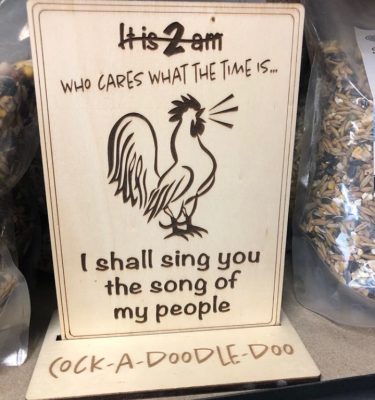 It is 2 am
WHO CARES WHAT THE TIME IS...
I shall sing you
the song of
my people
COCK-A-DOODLE-DOO